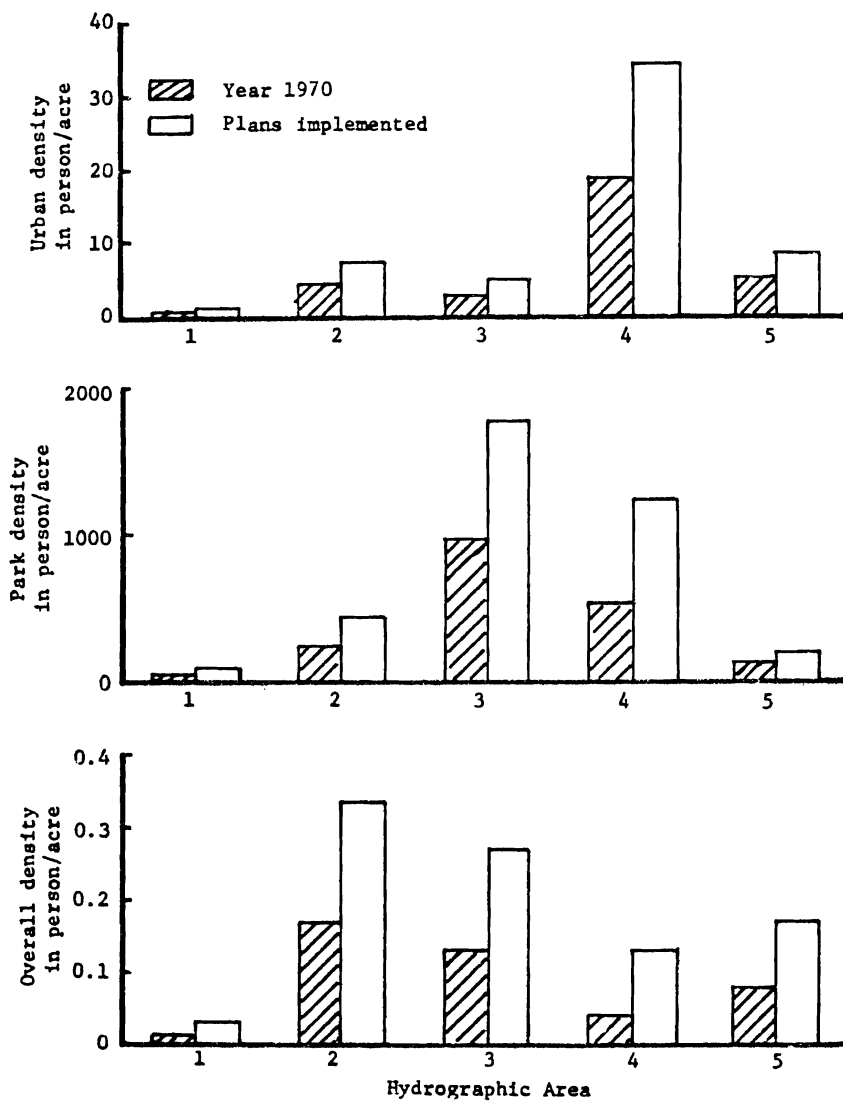 Urban density
in person/acre
40
30
20
10
0
Year 1970
Plans implemented
1 2 3 4 5
Park density
in person/acre
2000
1000
0
1 2 3 4 5
Overall density
in person/acre
0.4
0.3
0.2
0.1
0
1 2 3 4 5
Hydrographic Area